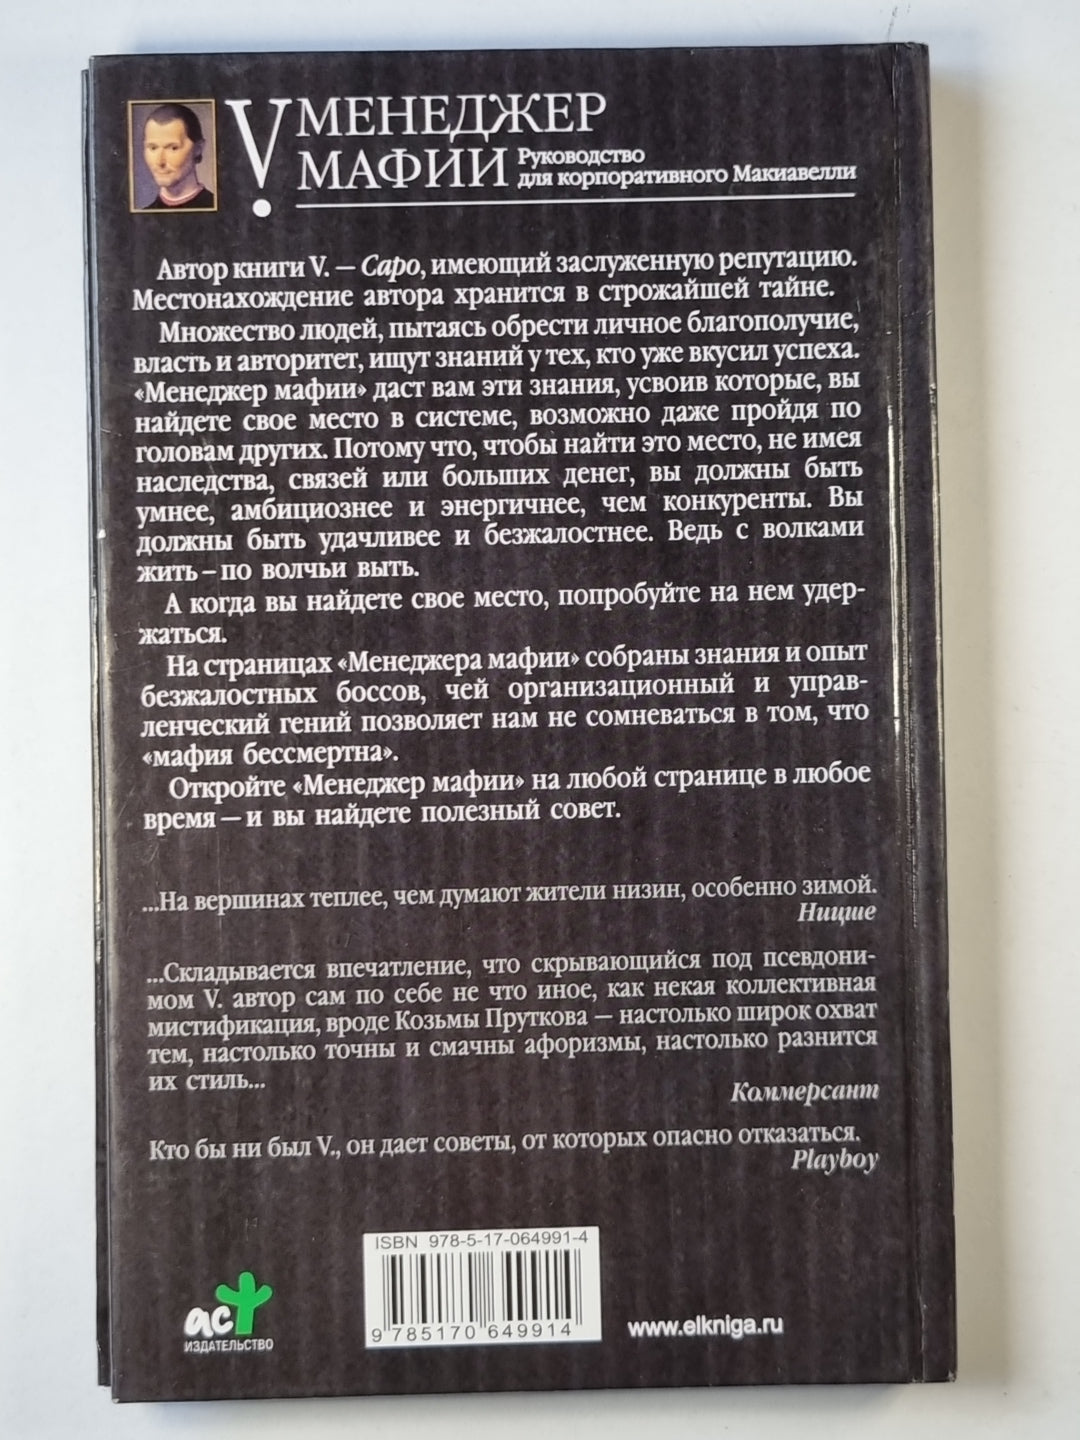 V.
МЕНЕДЖЕР
МАФИИ Руководство
для корпоративного Макиавелли
Автор книги V. – Capo, имеющий заслуженную репутацию.
Местонахождение автора хранится в строжайшей тайне.
Множество людей, пытаясь обрести личное благополучие,
власть и авторитет, ищут знаний у тех, кто уже вкусил успеха.
«Менеджер мафии» даст вам эти знания, усвоив которые, вы
найдете свое место в системе, возможно даже пройдя по
головам других. Потому что, чтобы найти это место, не имея
наследства, связей или больших денег, вы должны быть
умнее, амбициознее и энергичнее, чем конкуренты. Вы
должны быть удачливее и безжалостнее. Ведь с волками
жить – по волчьи выть.
А когда вы найдете свое место, попробуйте на нем удер-
жаться.
На страницах «Менеджера мафии» собраны знания и опыт
безжалостных боссов, чей организационный и управ-
ленческий гений позволяет нам не сомневаться в том, что
«мафия бессмертна».
Откройте «Менеджер мафии» на любой странице в любое
время – и вы найдете полезный совет.
...На вершинах теплее, чем думают жители низин, особенно зимой.
Ницше
...Складывается впечатление, что скрывающийся под псевдони-
мом V. автор сам по себе не что иное, как некая коллективная
мистификация, вроде Козьмы Пруткова – настолько широк охват
тем, настолько точны и смачны афоризмы, настолько разнится
их стиль...
Коммерсант
Кто бы ни был V., он дает советы, от которых опасно отказаться.
Playboy
ISBN 978-5-17-064991-4
9 785170 649914
аст
ИЗДАТЕЛЬСТВО
www.elkniga.ru